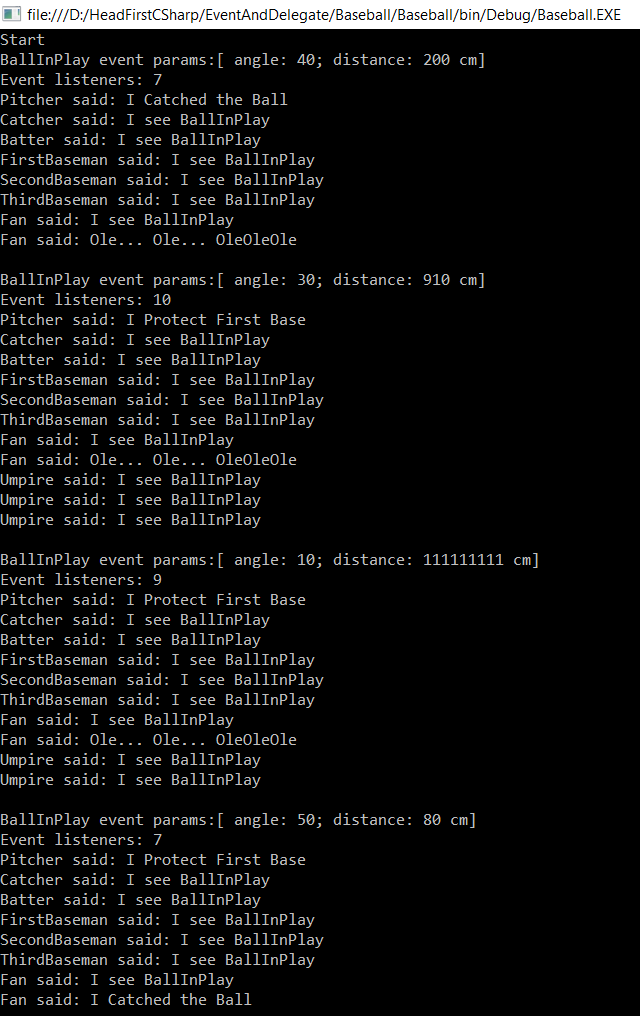 file:///D:/HeadFirstCSharp/EventAndDelegate/Baseball/Baseball/bin/Debug/Baseball.EXE
Start
BallInPlay event params:[ angle: 40; distance: 200 cm]
Event listeners: 7
Pitcher said: I Catched the Ball
Catcher said: I see BallInPlay
Batter said: I see BallInPlay
FirstBaseman said: I see BallInPlay
SecondBaseman said: I see BallInPlay
ThirdBaseman said: I see BallInPlay
Fan said: I see BallInPlay
Fan said: Ole... Ole... OleOleOle
BallInPlay event params:[ angle: 30; distance: 910 cm]
Event listeners: 10
Pitcher said: I Protect First Base
Catcher said: I see BallInPlay
Batter said: I see BallInPlay
FirstBaseman said: I see BallInPlay
SecondBaseman said: I see BallInPlay
ThirdBaseman said: I see BallInPlay
Fan said: I see BallInPlay
Fan said: Ole... Ole... OleOleOle
Umpire said: I see BallInPlay
Umpire said: I see BallInPlay
Umpire said: I see BallInPlay
BallInPlay event params:[ angle: 10; distance: 111111111 cm]
Event listeners: 9
Pitcher said: I Protect First Base
Catcher said: I see BallInPlay
Batter said: I see BallInPlay
FirstBaseman said: I see BallInPlay
SecondBaseman said: I see BallInPlay
ThirdBaseman said: I see BallInPlay
Fan said: I see BallInPlay
Fan said: Ole... Ole... OleOleOle
Umpire said: I see BallInPlay
Umpire said: I see BallInPlay
BallInPlay event params:[ angle: 50; distance: 80 cm]
Event listeners: 7
Pitcher said: I Protect First Base
Catcher said: I see BallInPlay
Batter said: I see BallInPlay
FirstBaseman said: I see BallInPlay
SecondBaseman said: I see BallInPlay
ThirdBaseman said: I see BallInPlay
Fan said: I see BallInPlay
Fan said: I Catched the Ball